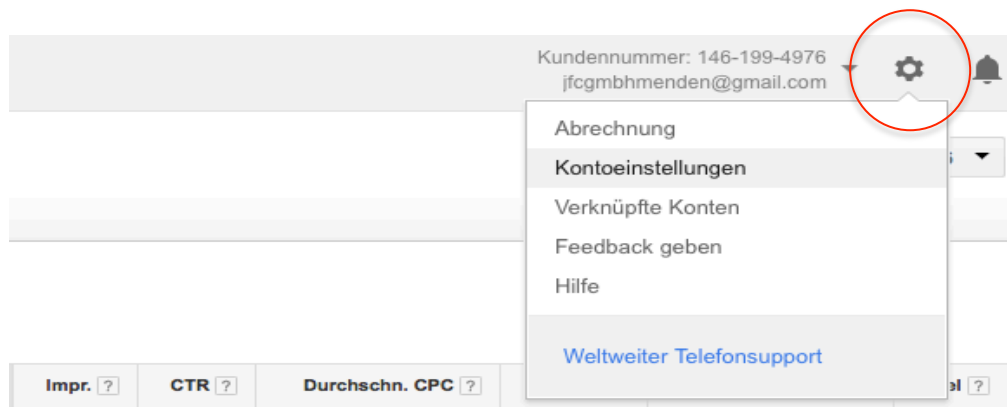 Kundennummer: 146-199-4976
jfcgmbhmenden@gmail.com
Abrechnung
Kontoeinstellungen
Verknüpfte Konten
Feedback geben
Hilfe
Weltweiter Telefonsupport
Impr. ? CTR ? Durchschn. CPC ? ?